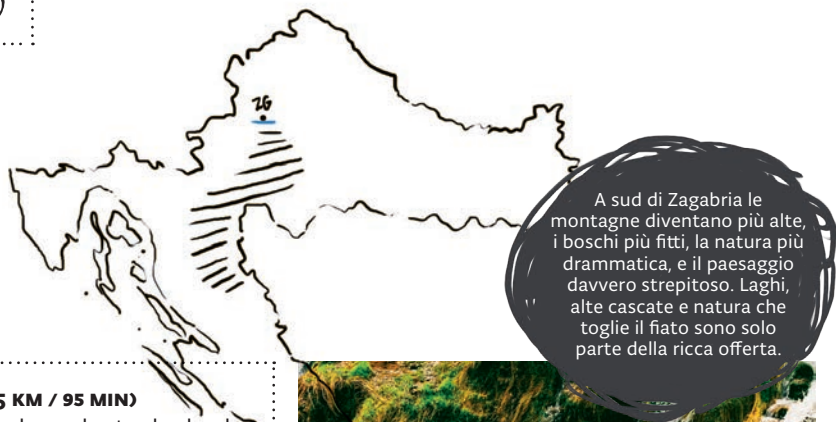 ZG
A sud di Zagabria le
montagne diventano più alte,
i boschi più fitti, la natura più
drammatica, e il paesaggio
davvero strepitoso. Laghi,
alte cascate e natura che
toglie il fiato sono solo
parte della ricca offerta.
5 KM / 95 MIN)